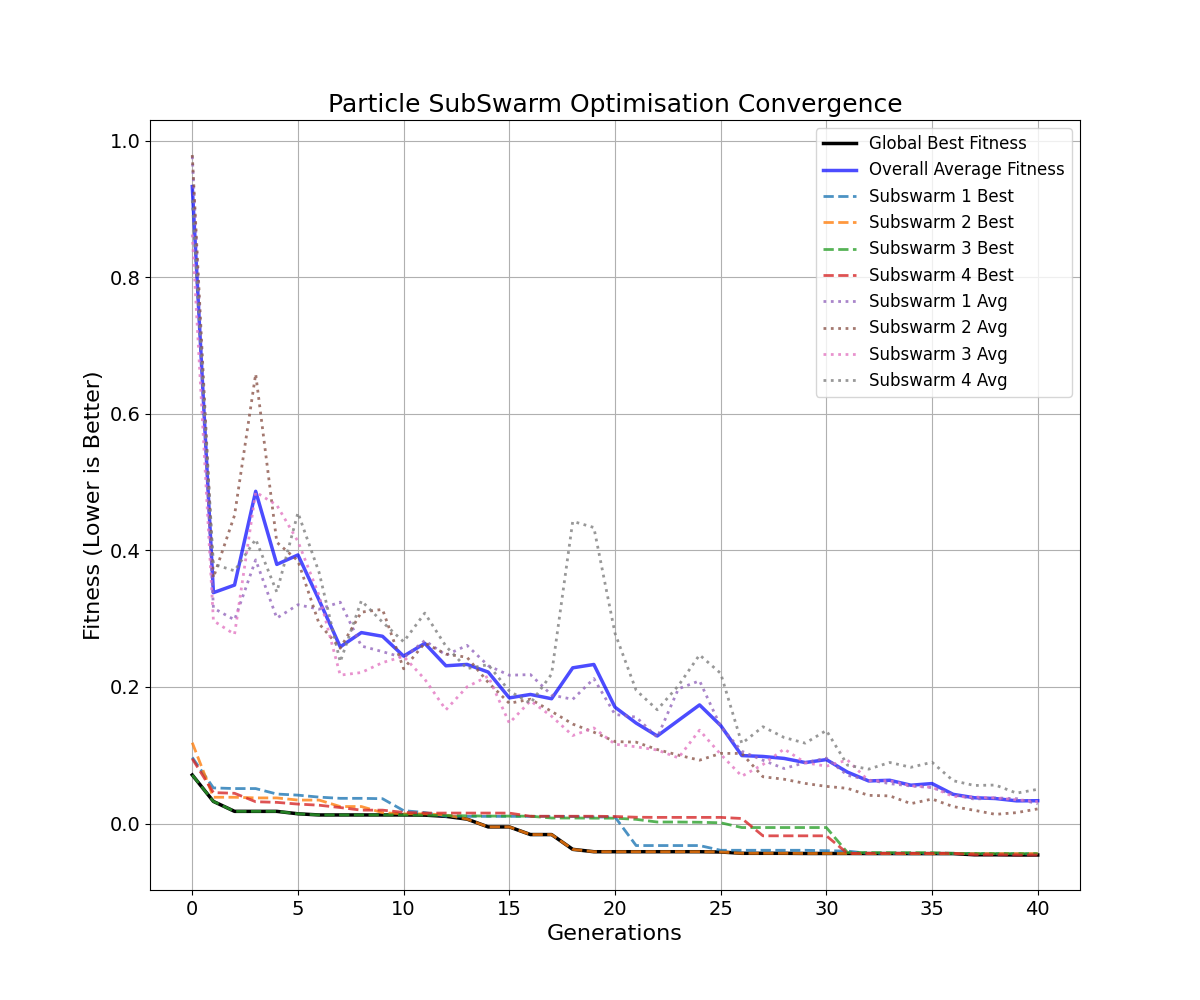 Particle SubSwarm Optimisation Convergence
Fitness (Lower is Better)
1.0
0.8
0.6
0.4
0.2
0.0
Global Best Fitness
Overall Average Fitness
Subswarm 1 Best
Subswarm 2 Best
Subswarm 3 Best
Subswarm 4 Best
Subswarm 1 Avg
Subswarm 2 Avg
Subswarm 3 Avg
Subswarm 4 Avg
0 5 10 15 20 25 30 35 40
Generations